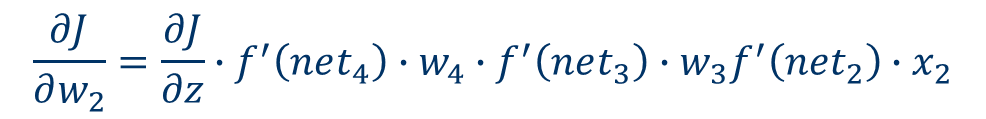 ∂J/∂w₂ = ∂J/∂z · f′(net₄) · w₄ · f′(net₃) · w₃f′(net₂) · x₂